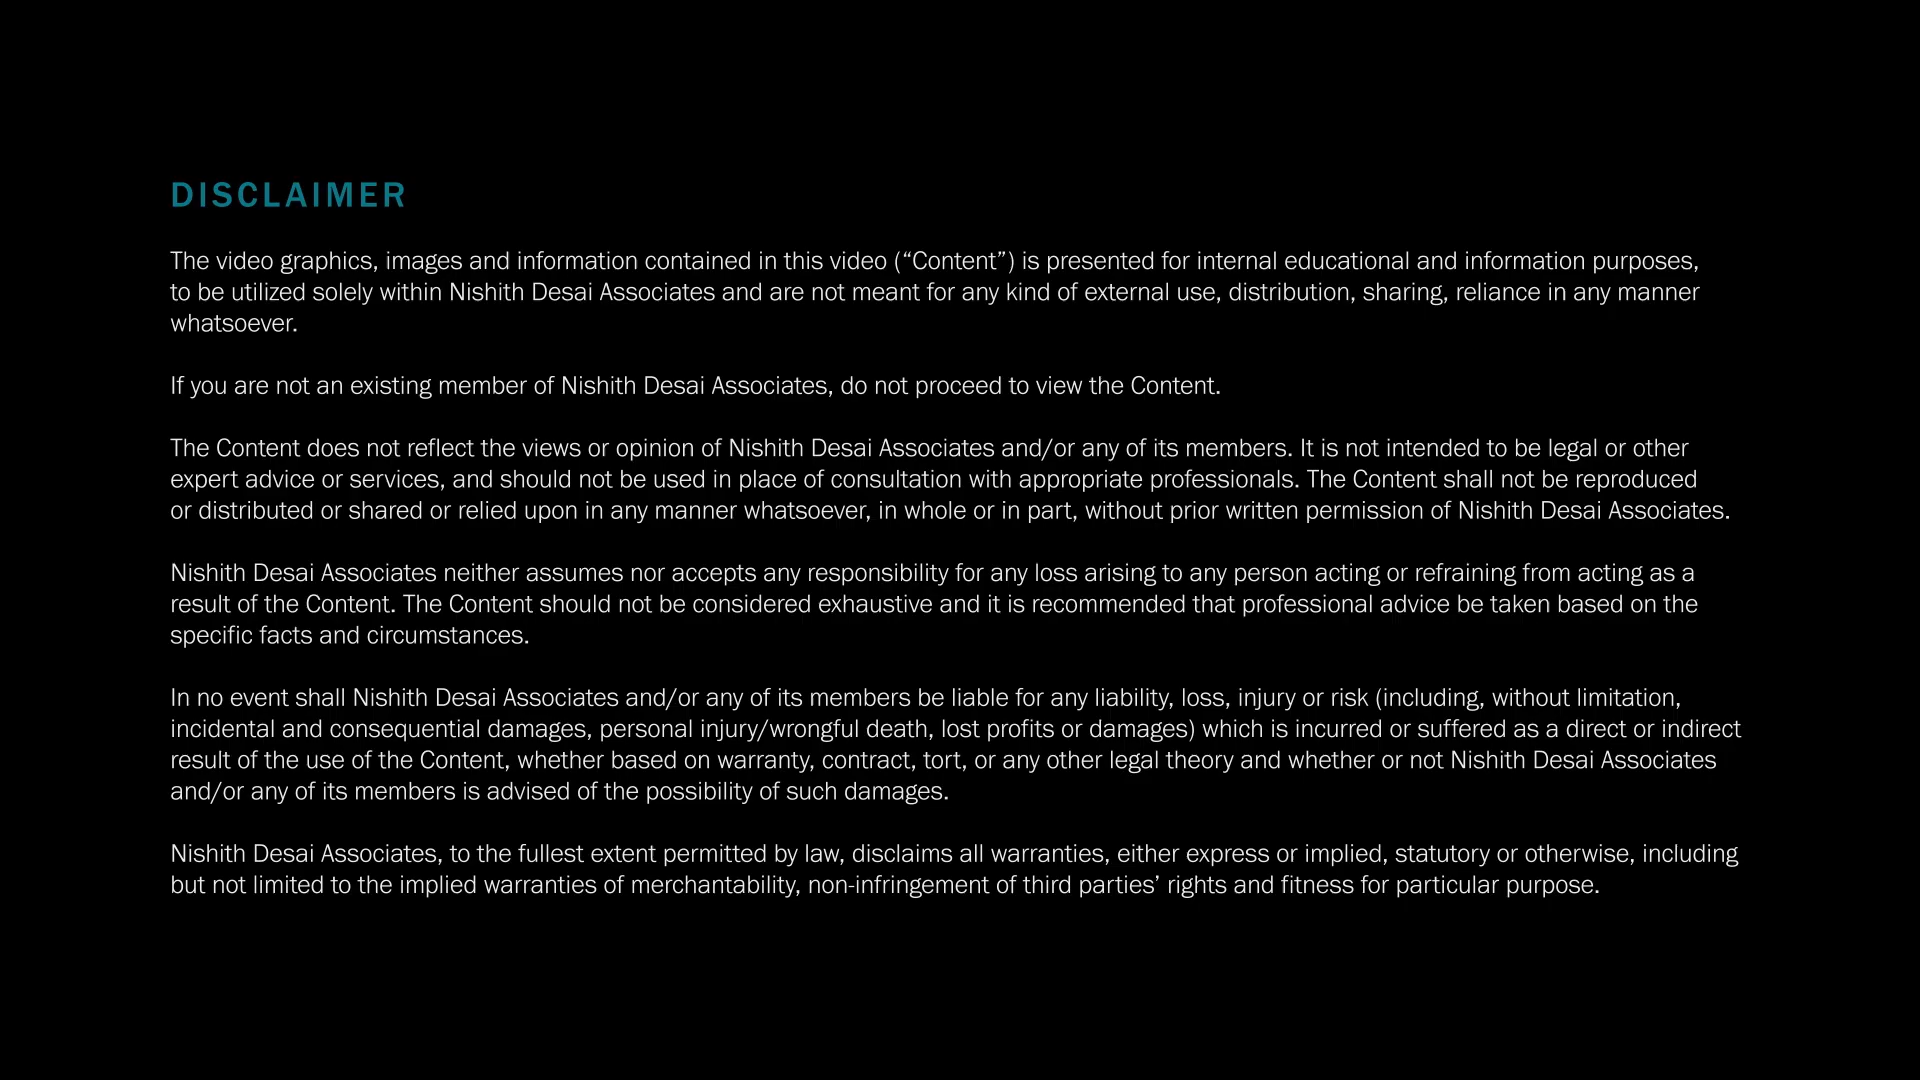 DISCLAIMER
The video graphics, images and information contained in this video (“Content”) is presented for internal educational and information purposes,
to be utilized solely within Nishith Desai Associates and are not meant for any kind of external use, distribution, sharing, reliance in any manner
whatsoever.
If you are not an existing member of Nishith Desai Associates, do not proceed to view the Content.
The Content does not reflect the views or opinion of Nishith Desai Associates and/or any of its members. It is not intended to be legal or other
expert advice or services, and should not be used in place of consultation with appropriate professionals. The Content shall not be reproduced
or distributed or shared or relied upon in any manner whatsoever, in whole or in part, without prior written permission of Nishith Desai Associates.
Nishith Desai Associates neither assumes nor accepts any responsibility for any loss arising to any person acting or refraining from acting as a
result of the Content. The Content should not be considered exhaustive and it is recommended that professional advice be taken based on the
specific facts and circumstances.
In no event shall Nishith Desai Associates and/or any of its members be liable for any liability, loss, injury or risk (including, without limitation,
incidental and consequential damages, personal injury/wrongful death, lost profits or damages) which is incurred or suffered as a direct or indirect
result of the use of the Content, whether based on warranty, contract, tort, or any other legal theory and whether or not Nishith Desai Associates
and/or any of its members is advised of the possibility of such damages.
Nishith Desai Associates, to the fullest extent permitted by law, disclaims all warranties, either express or implied, statutory or otherwise, including
but not limited to the implied warranties of merchantability, non-infringement of third parties’ rights and fitness for particular purpose.